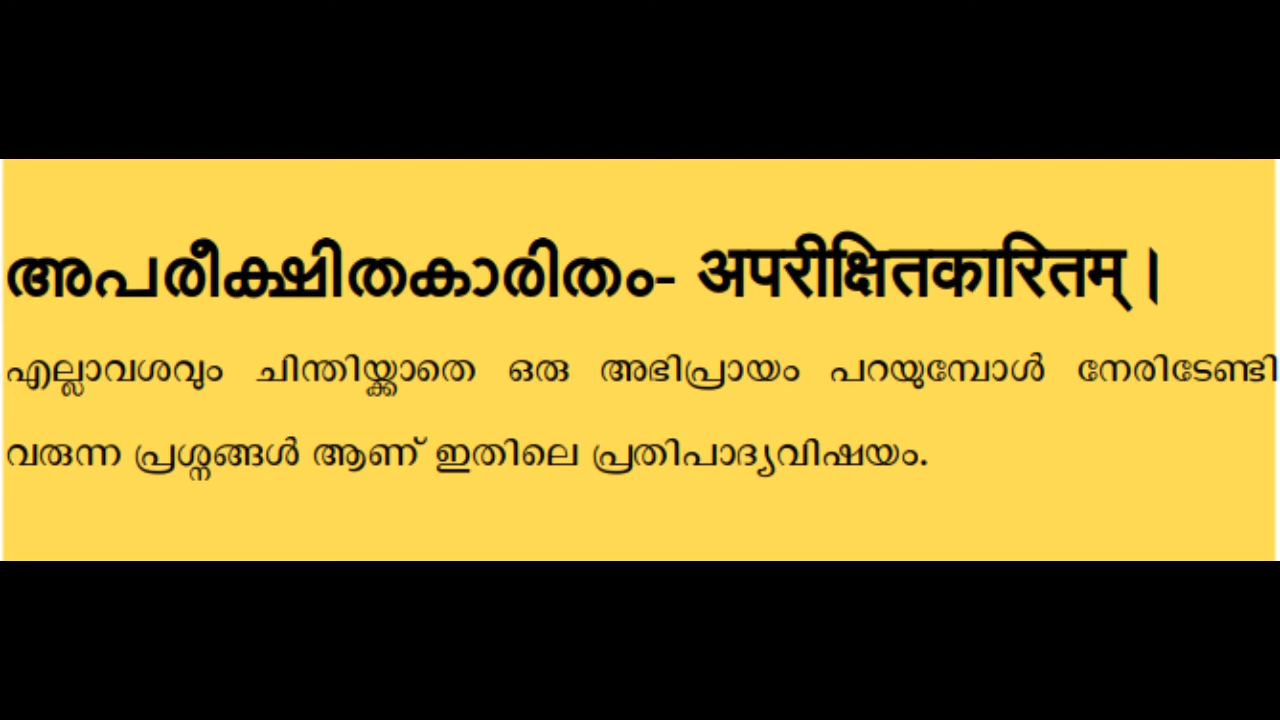 അപരീക്ഷിതകാരിതം- अपरीक्षितकारितम् ।
എല്ലാവശവും ചിന്തിയ്ക്കാതെ ഒരു അഭിപ്രായം പറയുമ്പോൾ നേരിടേണ്ടി
വരുന്ന പ്രശ്നങ്ങൾ ആണ് ഇതിലെ പ്രതിപാദ്യവിഷയം.